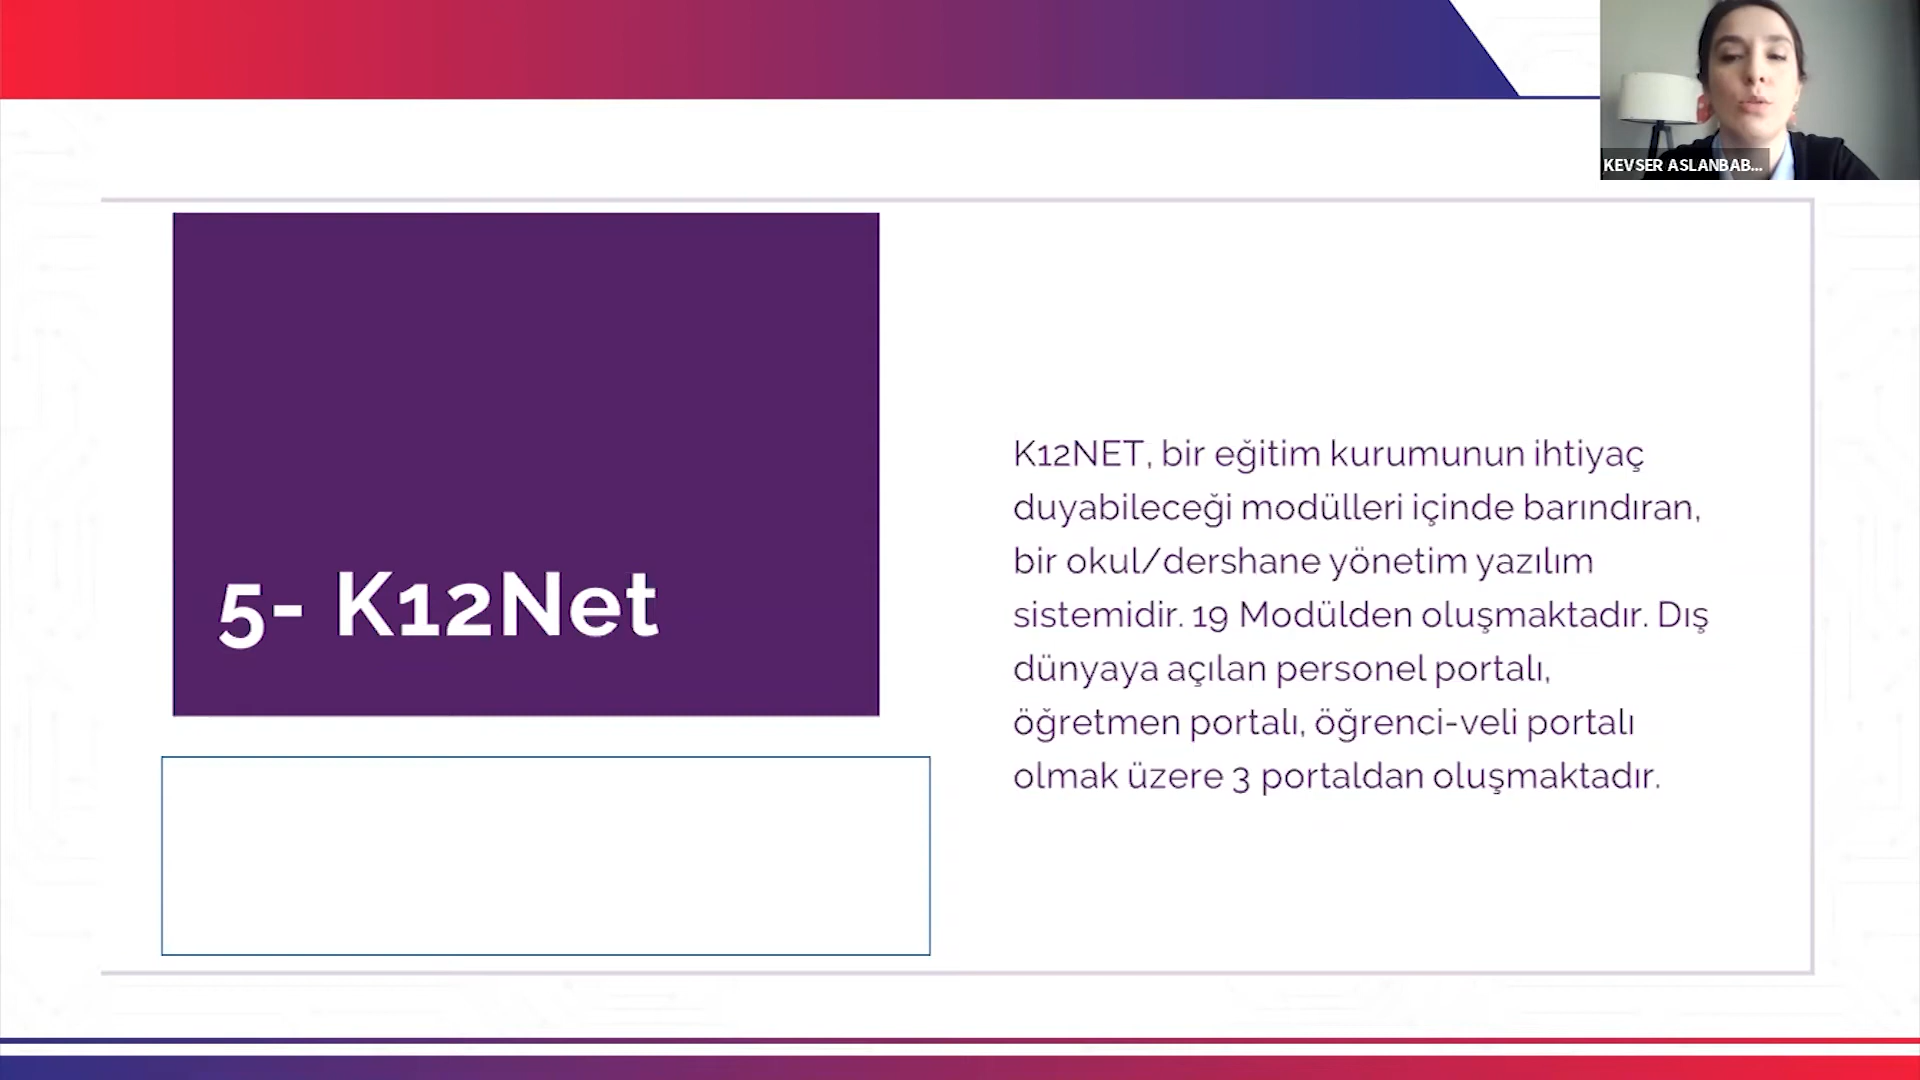 KEVSER ASLANBAB...
5- K12Net
K12NET, bir eğitim kurumunun ihtiyaç
duyabileceği modülleri içinde barındıran,
bir okul/dershane yönetim yazılım
sistemidir. 19 Modülden oluşmaktadır. Dış
dünyaya açılan personel portalı,
öğretmen portalı, öğrenci-veli portalı
olmak üzere 3 portaldan oluşmaktadır.